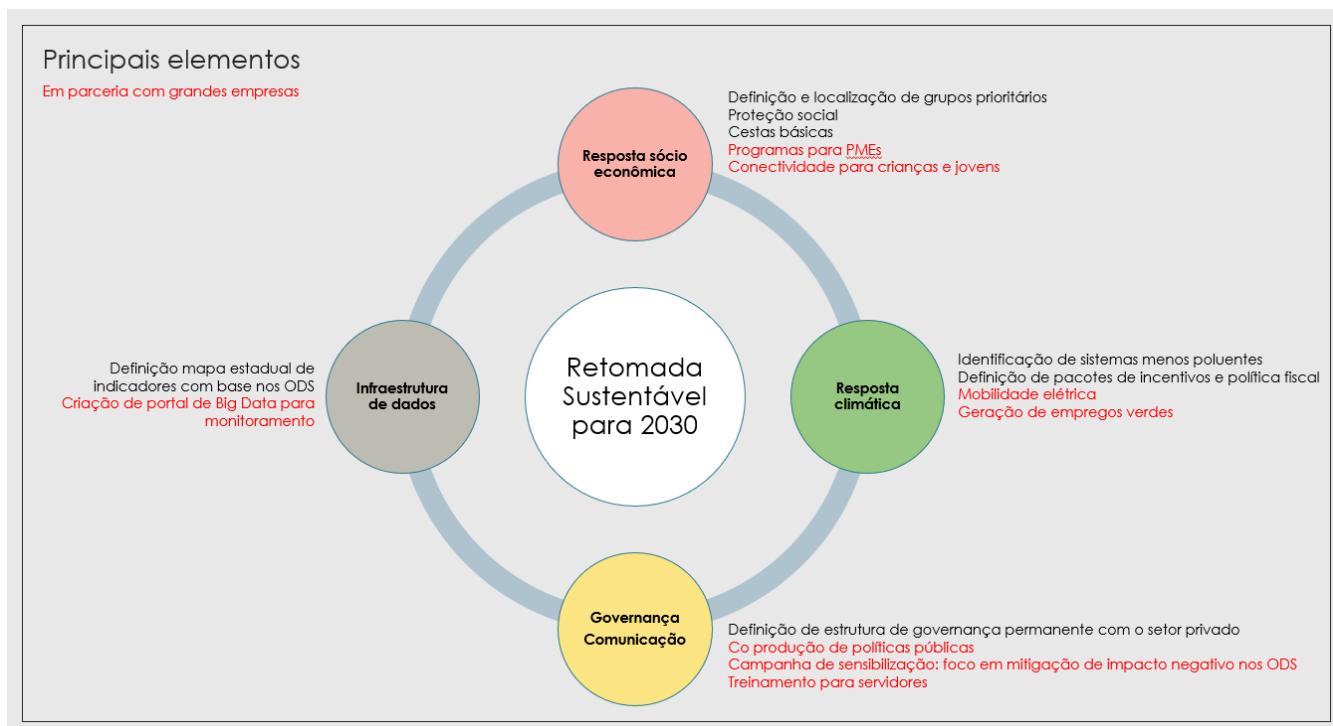 Principais elementos
Em parceria com grandes empresas
Resposta sócio
econômica
Definição e localização de grupos prioritários
Proteção social
Cestas básicas
Programas para PMEs
Conectividade para crianças e jovens
Definição mapa estadual de
indicadores com base nos ODS
Criação de portal de Big Data para
monitoramento
Infraestrutura
de dados
Retomada
Sustentável
para 2030
Resposta
climática
Identificação de sistemas menos poluentes
Definição de pacotes de incentivos e política fiscal
Mobilidade elétrica
Geração de empregos verdes
Governança
Comunicação
Definição de estrutura de governança permanente com o setor privado
Co produção de políticas públicas
Campanha de sensibilização: foco em mitigação de impacto negativo nos ODS
Treinamento para servidores